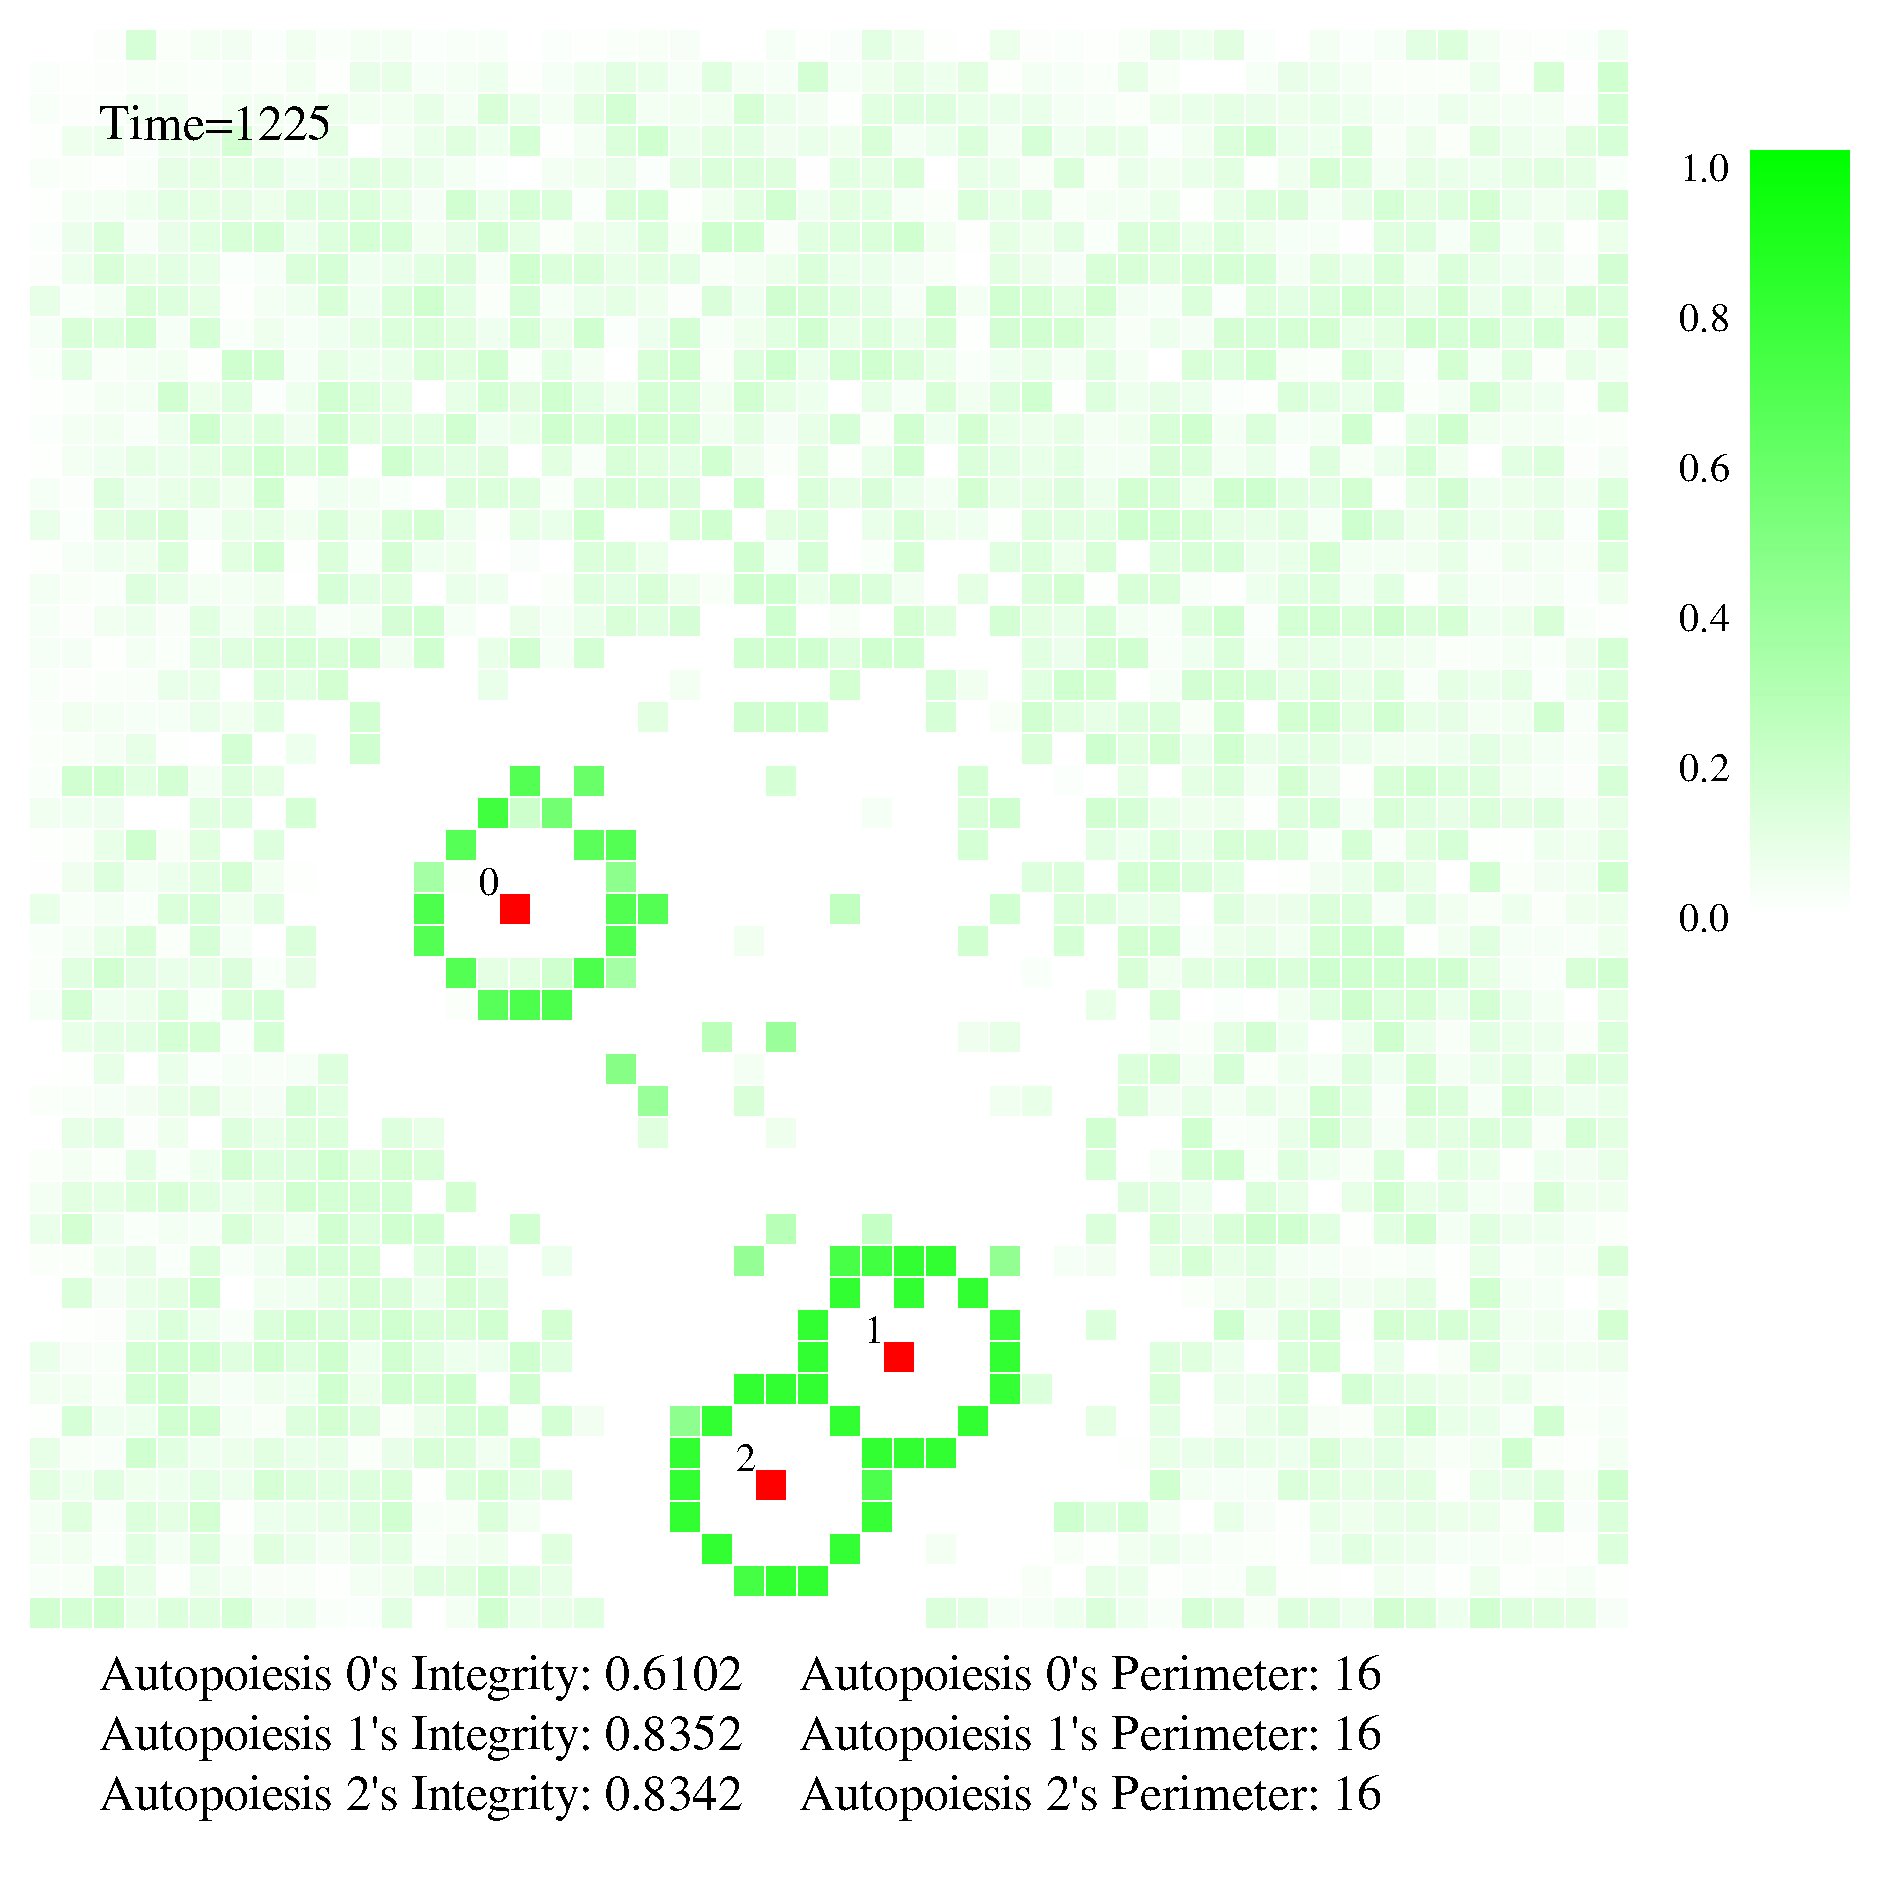 Time=1225
1.0
0.8
0.6
0.4
0.2
0.0
0
1
2
Autopoiesis 0's Integrity: 0.6102 Autopoiesis 0's Perimeter: 16
Autopoiesis 1's Integrity: 0.8352 Autopoiesis 1's Perimeter: 16
Autopoiesis 2's Integrity: 0.8342 Autopoiesis 2's Perimeter: 16